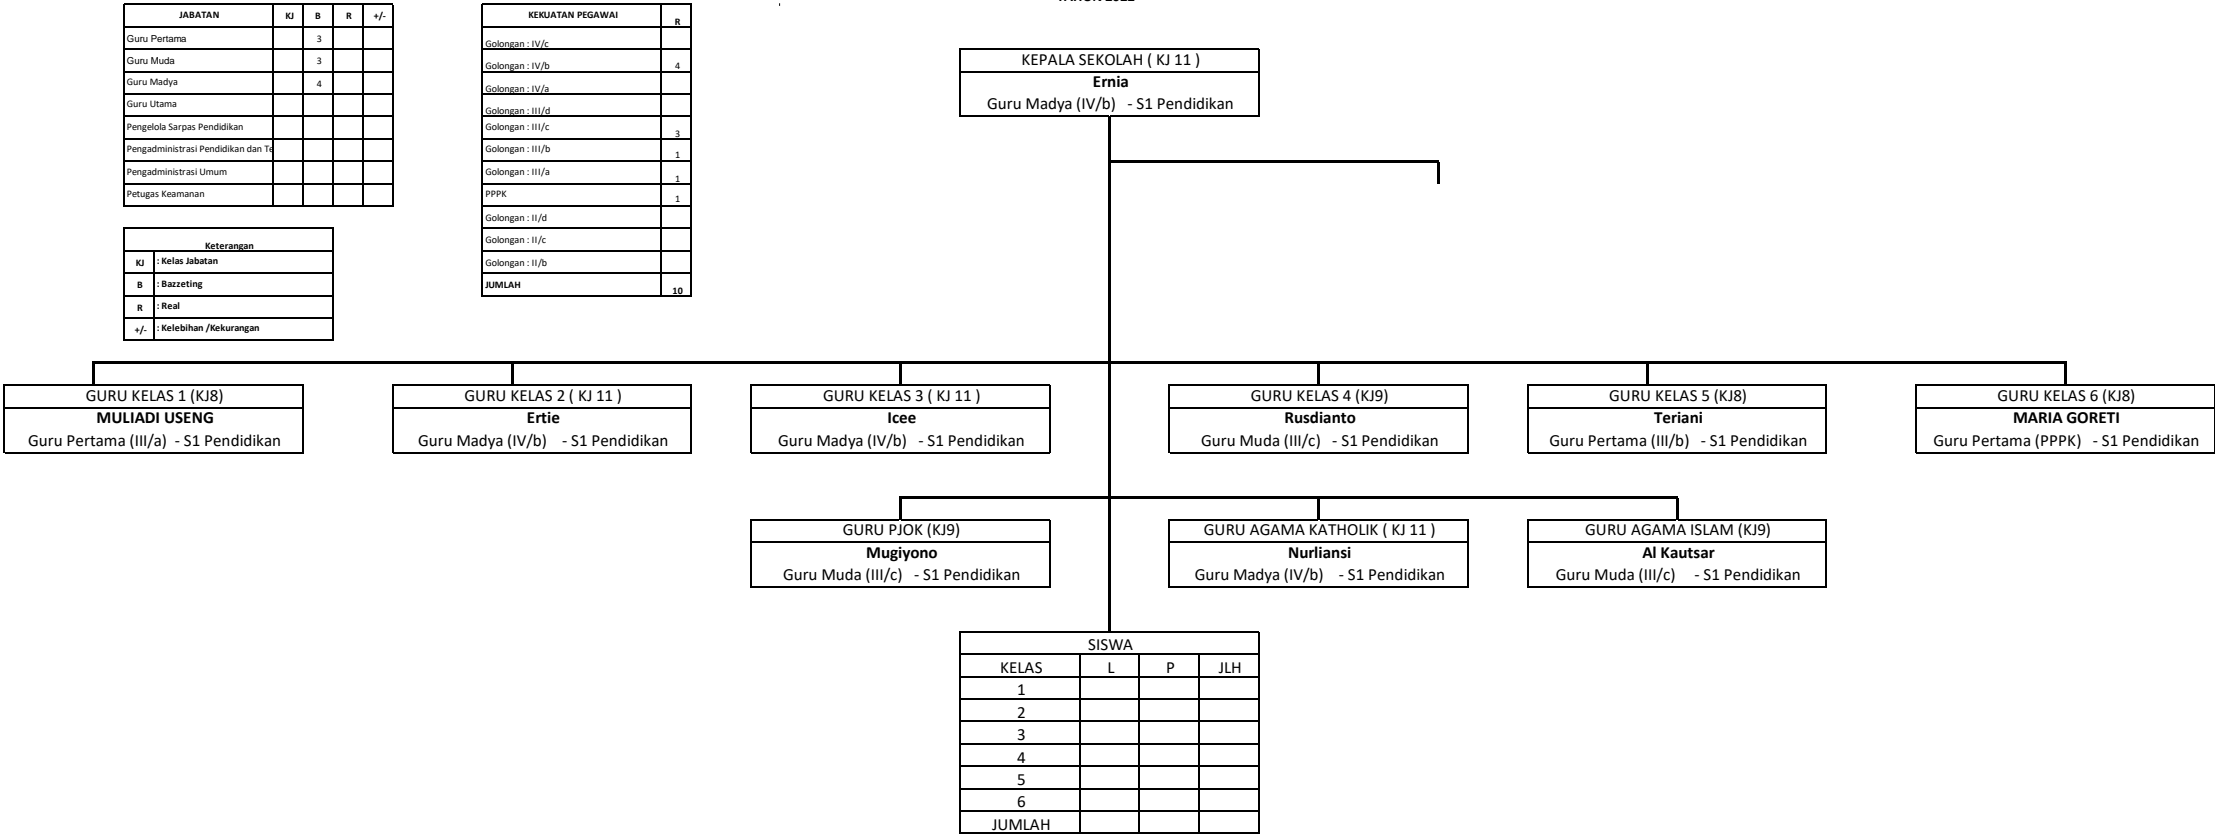 JABATAN KJ B R +/-
Guru Pertama 3
Guru Muda 3
Guru Madya 4
Guru Utama
Pengelola Sarpas Pendidikan
Pengadministrasi Pendidikan dan Te
Pengadministrasi Umum
Petugas Keamanan
Keterangan
KJ : Kelas Jabatan
B : Bazzeting
R : Real
+/- : Kelebihan /Kekurangan
KEKUATAN PEGAWAI R
Golongan : IV/c
Golongan : IV/b 4
Golongan : IV/a
Golongan : III/d
Golongan : III/c 3
Golongan : III/b 1
Golongan : III/a 1
PPPK 1
Golongan : II/d
Golongan : II/c
Golongan : II/b
JUMLAH 10
KEPALA SEKOLAH ( KJ 11 )
Ernia
Guru Madya (IV/b) - S1 Pendidikan
GURU KELAS 1 (KJ8)
MULIADI USENG
Guru Pertama (III/a) - S1 Pendidikan
GURU KELAS 2 ( KJ 11 )
Ertie
Guru Madya (IV/b) - S1 Pendidikan
GURU KELAS 3 ( KJ 11 )
Icee
Guru Madya (IV/b) - S1 Pendidikan
GURU KELAS 4 (KJ9)
Rusdianto
Guru Muda (III/c) - S1 Pendidikan
GURU KELAS 5 (KJ8)
Teriani
Guru Pertama (III/b) - S1 Pendidikan
GURU KELAS 6 (KJ8)
MARIA GORETI
Guru Pertama (PPPK) - S1 Pendidikan
GURU PJOK (KJ9)
Mugiyono
Guru Muda (III/c) - S1 Pendidikan
GURU AGAMA KATHOLIK ( KJ 11 )
Nurliansi
Guru Madya (IV/b) - S1 Pendidikan
GURU AGAMA ISLAM (KJ9)
Al Kautsar
Guru Muda (III/c) - S1 Pendidikan
SISWA
KELAS L P JLH
1
2
3
4
5
6
JUMLAH